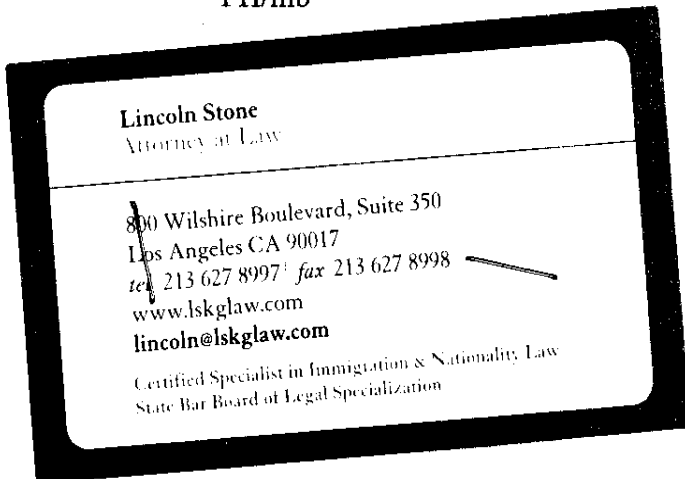 Lincoln Stone
Attorney at Law
800 Wilshire Boulevard, Suite 350
Los Angeles CA 90017
tel 213 627 8997 fax 213 627 8998
www.lskglaw.com
lincoln@lskglaw.com
Certified Specialist in Immigration & Nationality Law
State Bar Board of Legal Specialization